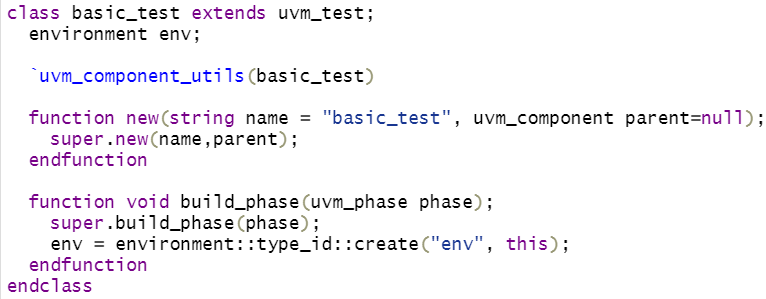 class basic_test extends uvm_test;
environment env;
`uvm_component_utils(basic_test)
function new(string name = "basic_test", uvm_component parent=null);
super.new(name,parent);
endfunction
function void build_phase(uvm_phase phase);
super.build_phase(phase);
env = environment::type_id::create("env", this);
endfunction
endclass